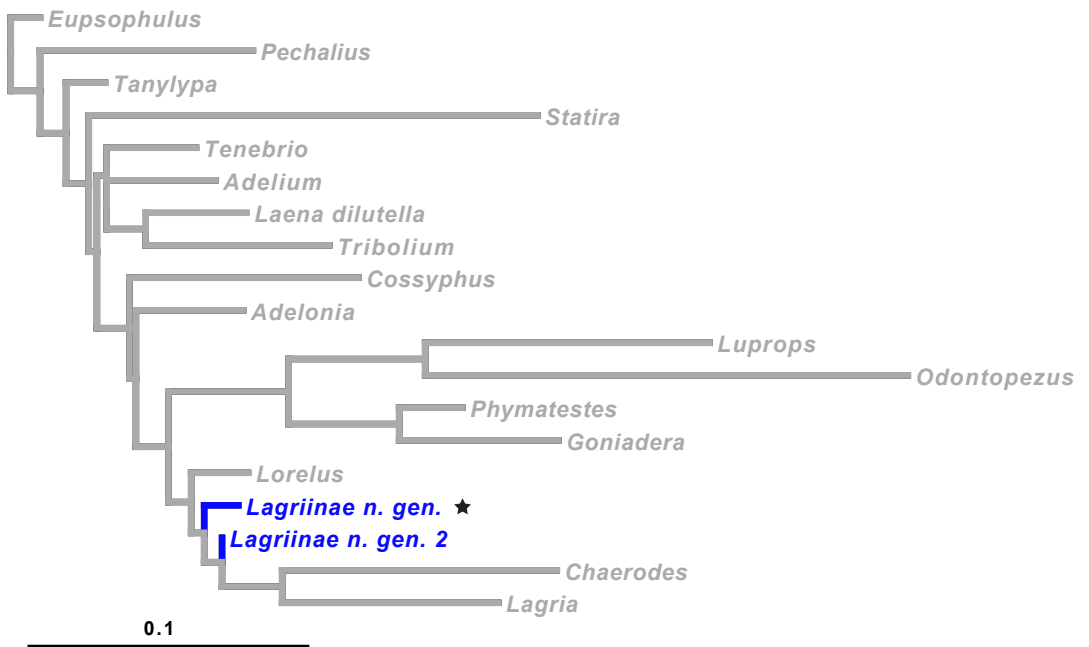 Eupsophulus
Pechalius
Tanylypa
Statira
Tenebrio
Adelium
Laena dilutella
Tribolium
Cossyphus
Adelonia
Luprops
Odontopezus
Phymatestes
Goniadera
Lorelus
Lagriinae n. gen. ★
Lagriinae n. gen. 2
Chaerodes
Lagria
0.1